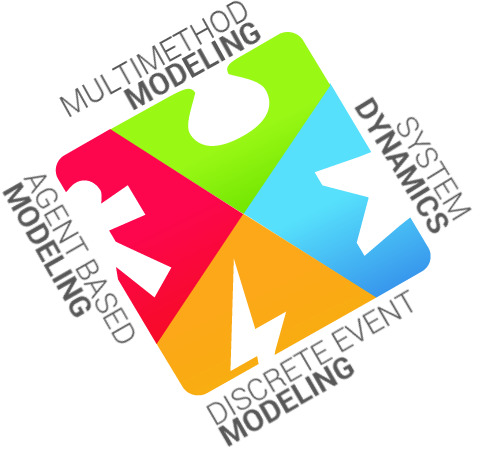 MULTIMETHOD
MODELING
SYSTEM
DYNAMICS
AGENT BASED
MODELING
DISCRETE EVENT
MODELING